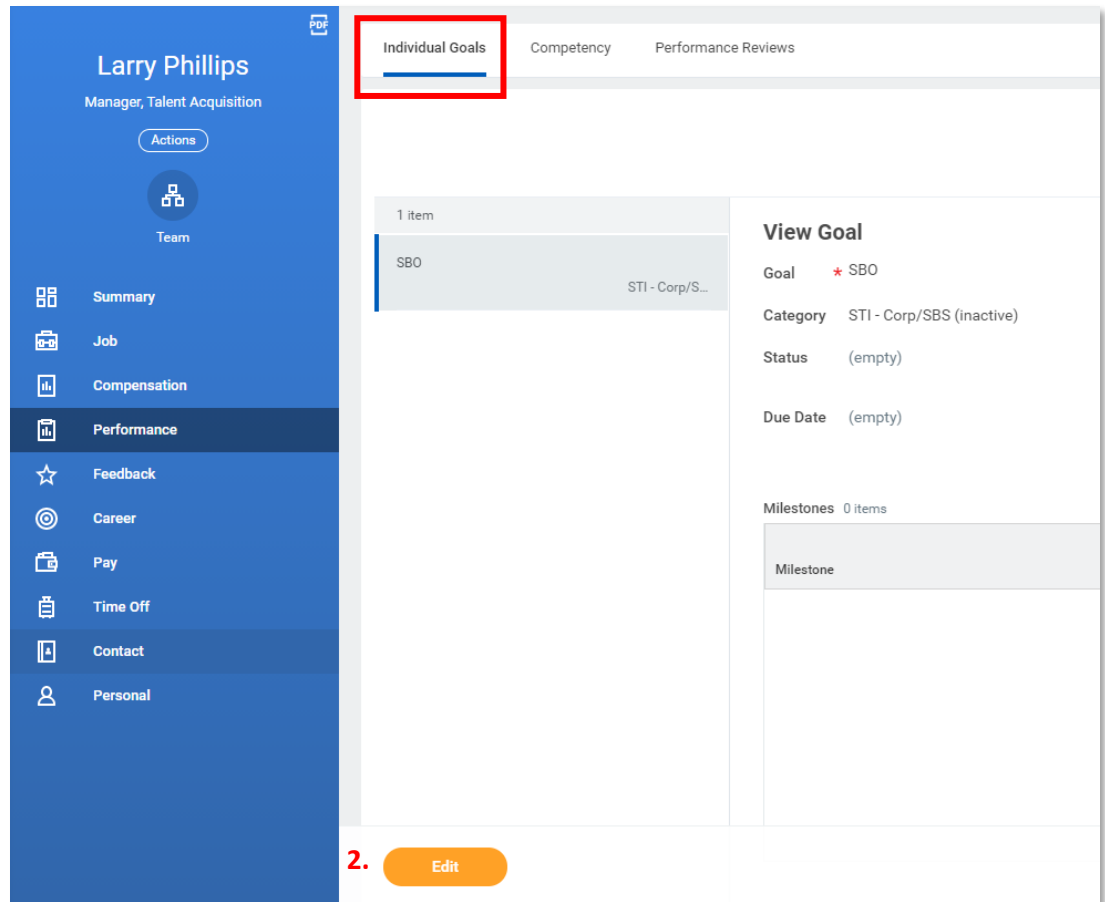 PDF
Larry Phillips
Manager, Talent Acquisition
Actions
Team
Summary
Job
Compensation
Performance
Feedback
Career
Pay
Time Off
Contact
Personal
Individual Goals Competency Performance Reviews
1 item
SBO
STI - Corp/S...
View Goal
Goal * SBO
Category STI - Corp/SBS (inactive)
Status (empty)
Due Date (empty)
Milestones 0 items
Milestone
2. Edit